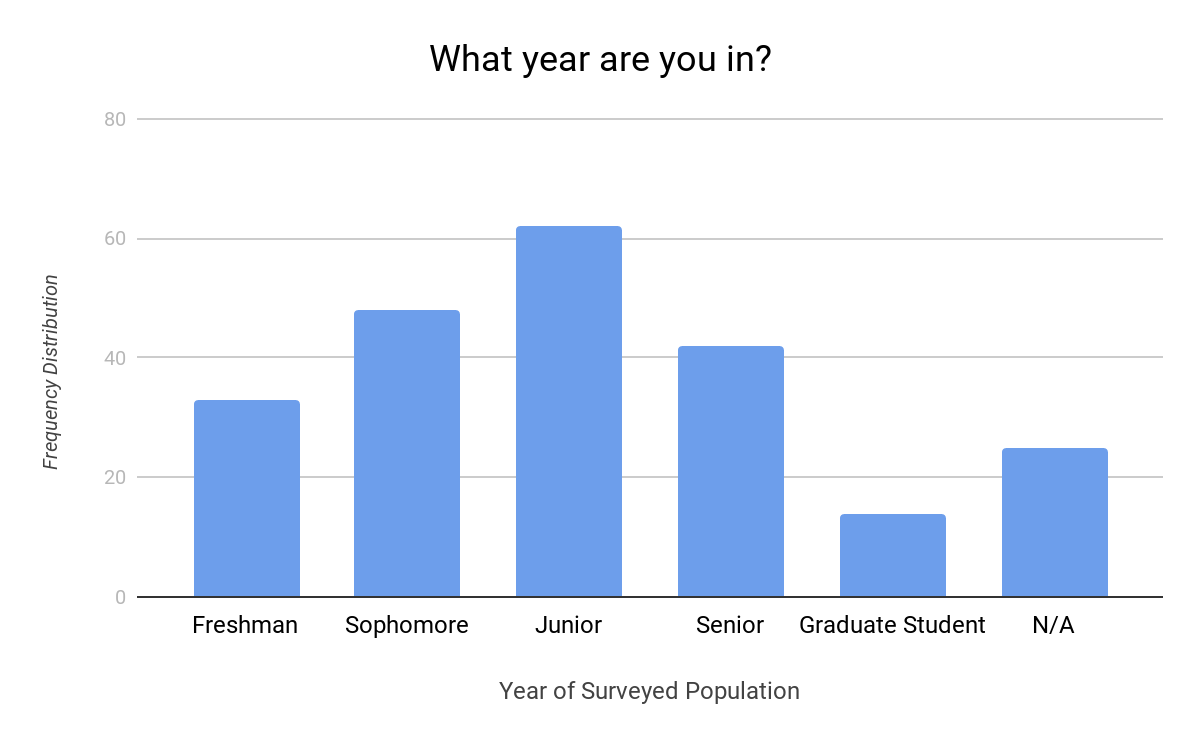 What year are you in?
80
60
40
20
0
Frequency Distribution
Freshman Sophomore Junior Senior Graduate Student N/A
Year of Surveyed Population